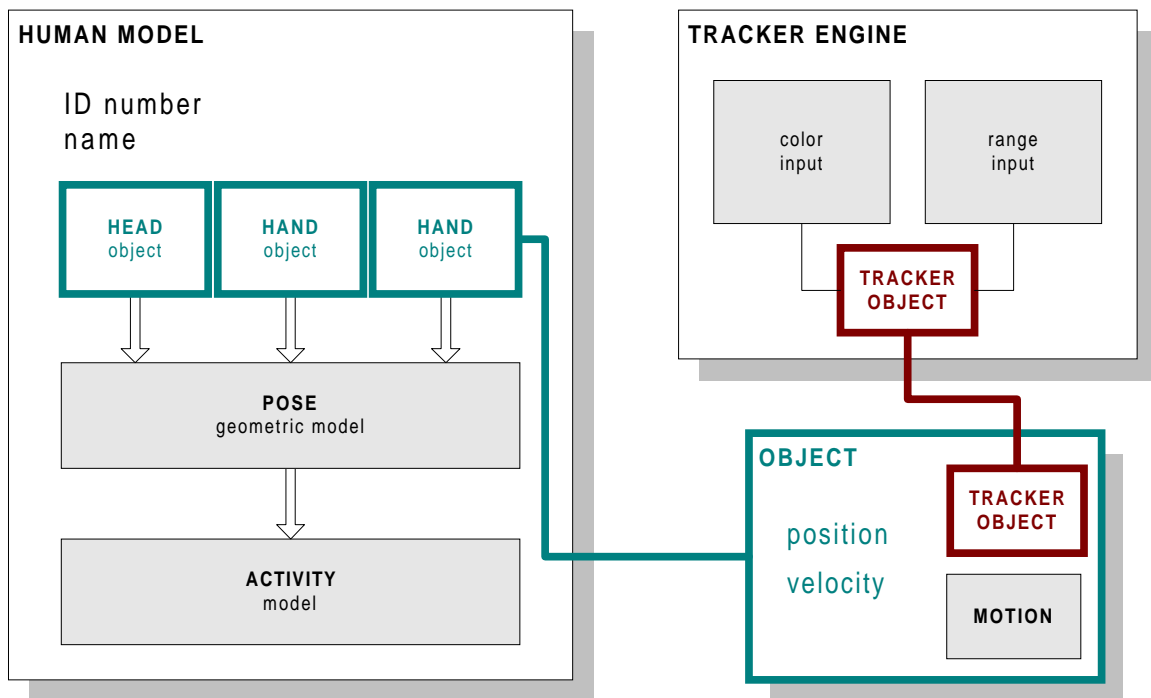 HUMAN MODEL
ID number
name
HEAD
object
HAND
object
HAND
object
POSE
geometric model
ACTIVITY
model
TRACKER ENGINE
color
input
range
input
TRACKER
OBJECT
OBJECT
position
velocity
TRACKER
OBJECT
MOTION